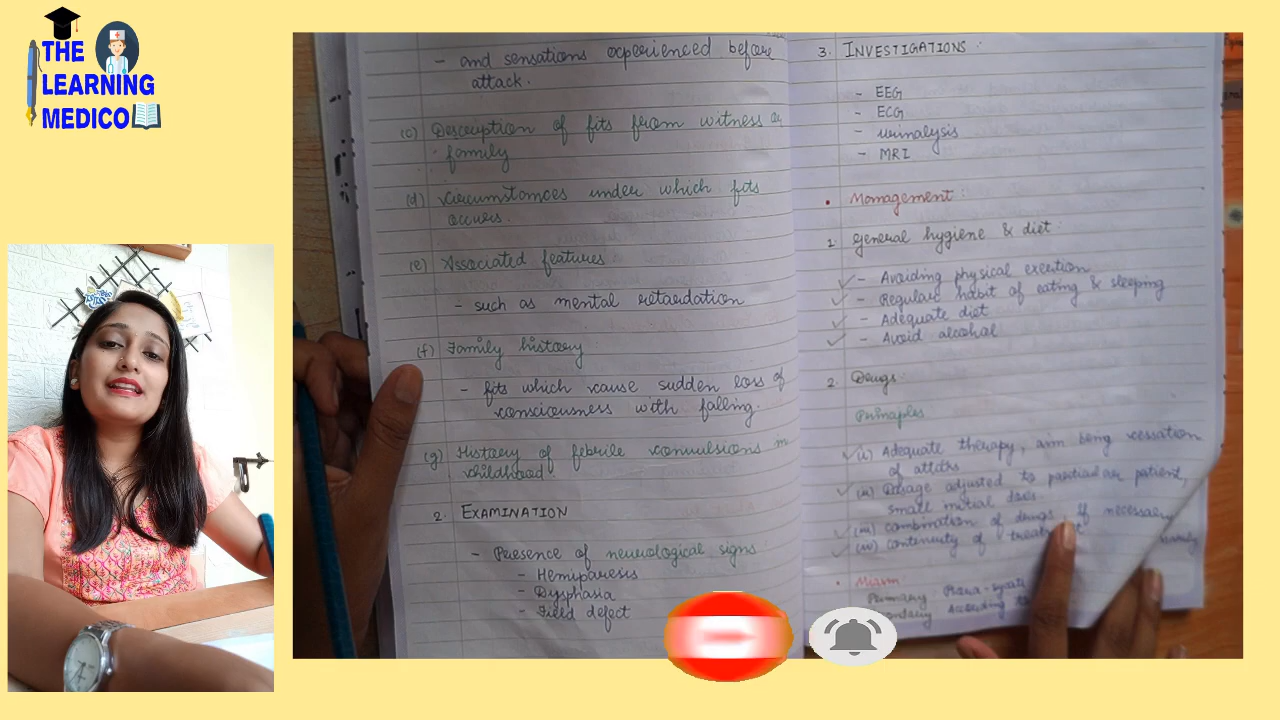 THE
LEARNING
MEDICO
- and sensations experienced before
attack.
(c) Description of fits from witness or
family
(d) Circumstances under which fits
occurs.
(e) Associated features
- such as mental retardation
(f) Family history
- fits which cause sudden loss of
consciousness with falling.
(g) History of febrile convulsions in
childhood
2. EXAMINATION
- Presence of neurological signs
- Hemiparesis
- Dysphasia
- Field defect
3. INVESTIGATIONS :
- EEG
- ECG
- urinalysis
- MRI
• Management :
1. General hygiene & diet :
- Avoiding physical exertion
- Regular habit of eating & sleeping
- Adequate diet
- Avoid alcohol
2. Drugs :
Principles
(i) Adequate therapy, aim being cessation
of attacks
(ii) Dosage adjusted to particular patient,
small initial dose.
(iii) combination of drugs, if necessary
(iv) continuity of
• Miasm
Primary
According to